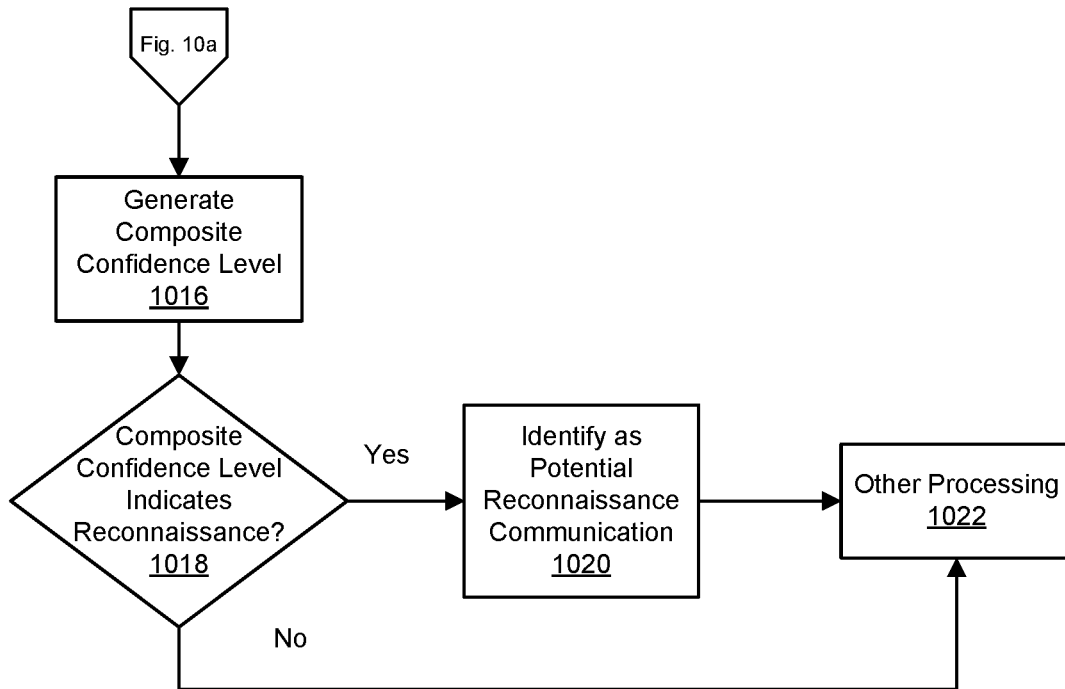 Fig. 10a
Generate
Composite
Confidence Level
1016
Composite
Confidence Level
Indicates
Reconnaissance?
1018
Yes
No
Identify as
Potential
Reconnaissance
Communication
1020
Other Processing
1022